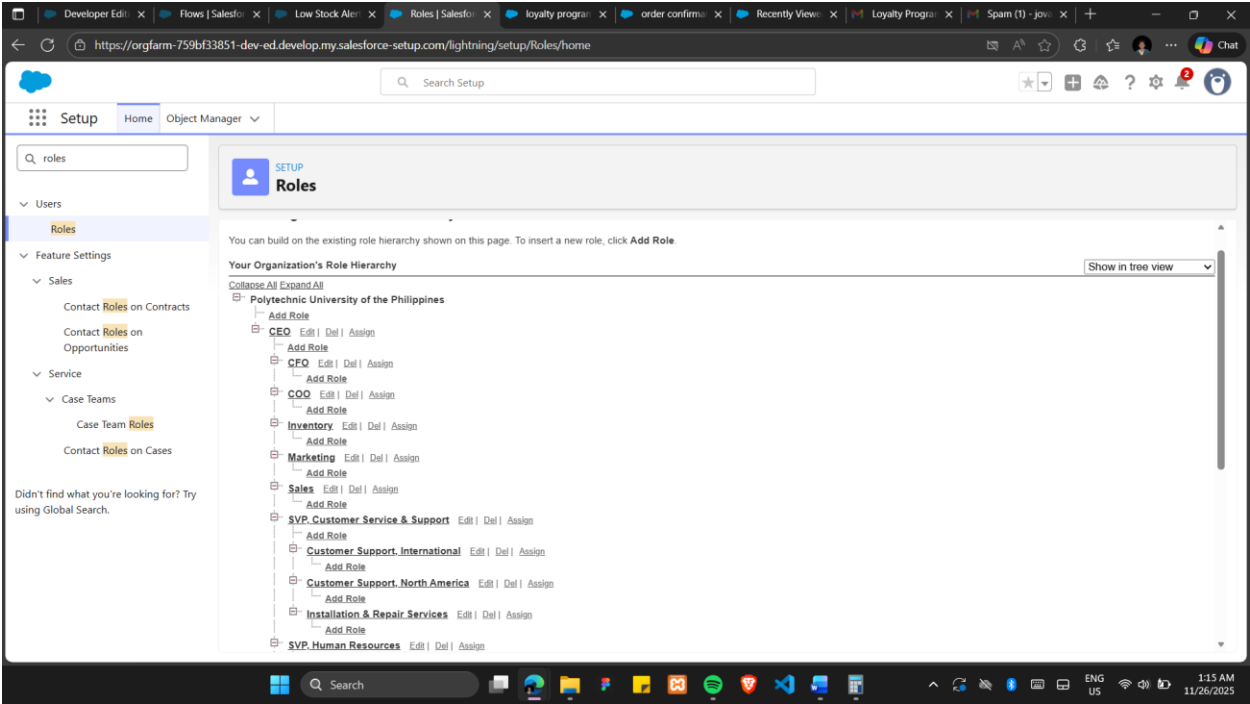 Developer Editi
Flows | Salesfor
Low Stock Alert
Roles | Salesfor
loyalty program
order confirma
Recently Viewe
Loyalty Program
Spam (1) - jova
https://orgfarm-759bf33851-dev-ed.develop.my.salesforce-setup.com/lightning/setup/Roles/home
Chat
Search Setup
2
Setup
Home
Object Manager
roles
Users
Roles
Feature Settings
Sales
Contact Roles on Contracts
Contact Roles on
Opportunities
Service
Case Teams
Case Team Roles
Contact Roles on Cases
Didn't find what you're looking for? Try
using Global Search.
SETUP
Roles
You can build on the existing role hierarchy shown on this page. To insert a new role, click Add Role.
Your Organization's Role Hierarchy
Show in tree view
Collapse All Expand All
Polytechnic University of the Philippines
Add Role
CEO Edit | Del | Assign
Add Role
CFO Edit | Del | Assign
Add Role
COO Edit | Del | Assign
Add Role
Inventory Edit | Del | Assign
Add Role
Marketing Edit | Del | Assign
Add Role
Sales Edit | Del | Assign
Add Role
SVP, Customer Service & Support Edit | Del | Assign
Add Role
Customer Support, International Edit | Del | Assign
Add Role
Customer Support, North America Edit | Del | Assign
Add Role
Installation & Repair Services Edit | Del | Assign
Add Role
SVP, Human Resources Edit | Del | Assign
Search
ENG
US
1:15 AM
11/26/2025